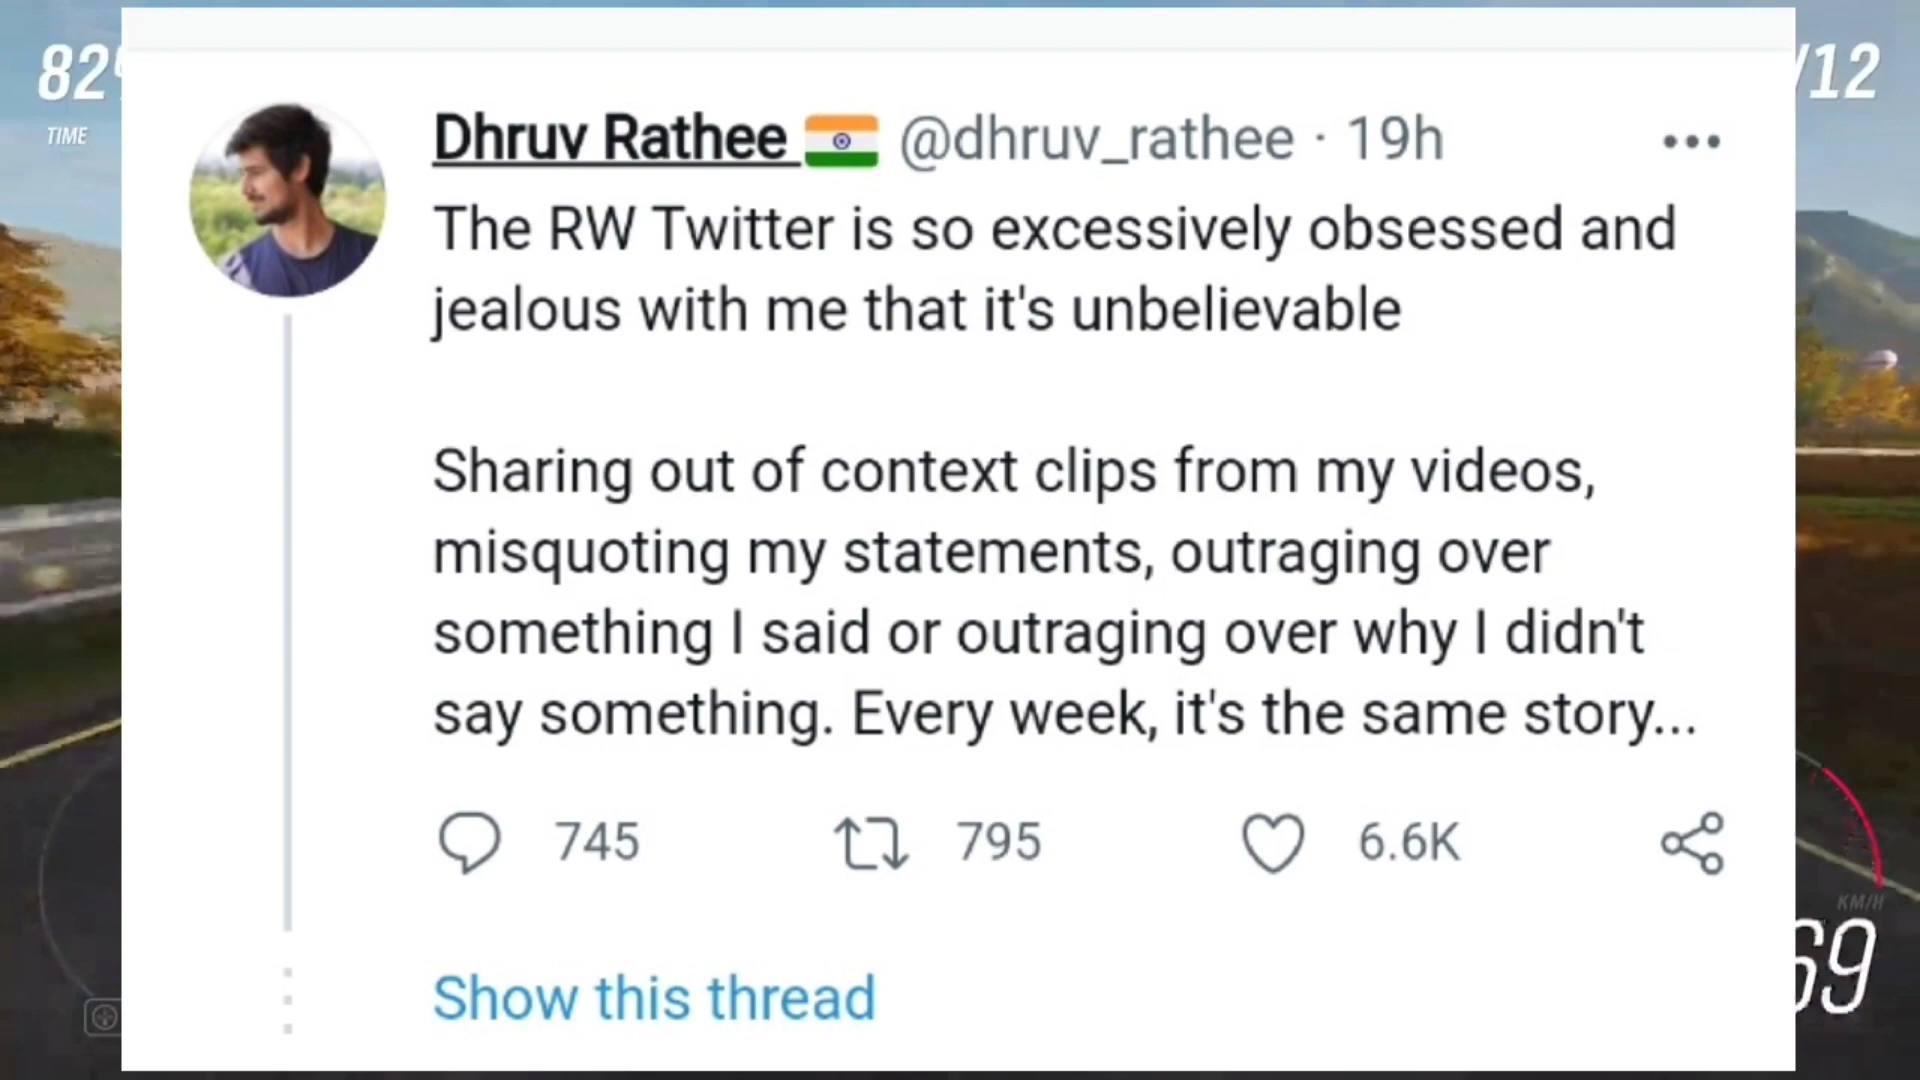 82%
TIME
/12
Dhruv Rathee @dhruv_rathee · 19h
The RW Twitter is so excessively obsessed and
jealous with me that it's unbelievable
Sharing out of context clips from my videos,
misquoting my statements, outraging over
something I said or outraging over why I didn't
say something. Every week, it's the same story...
745 795 6.6K
KM/H
69
Show this thread